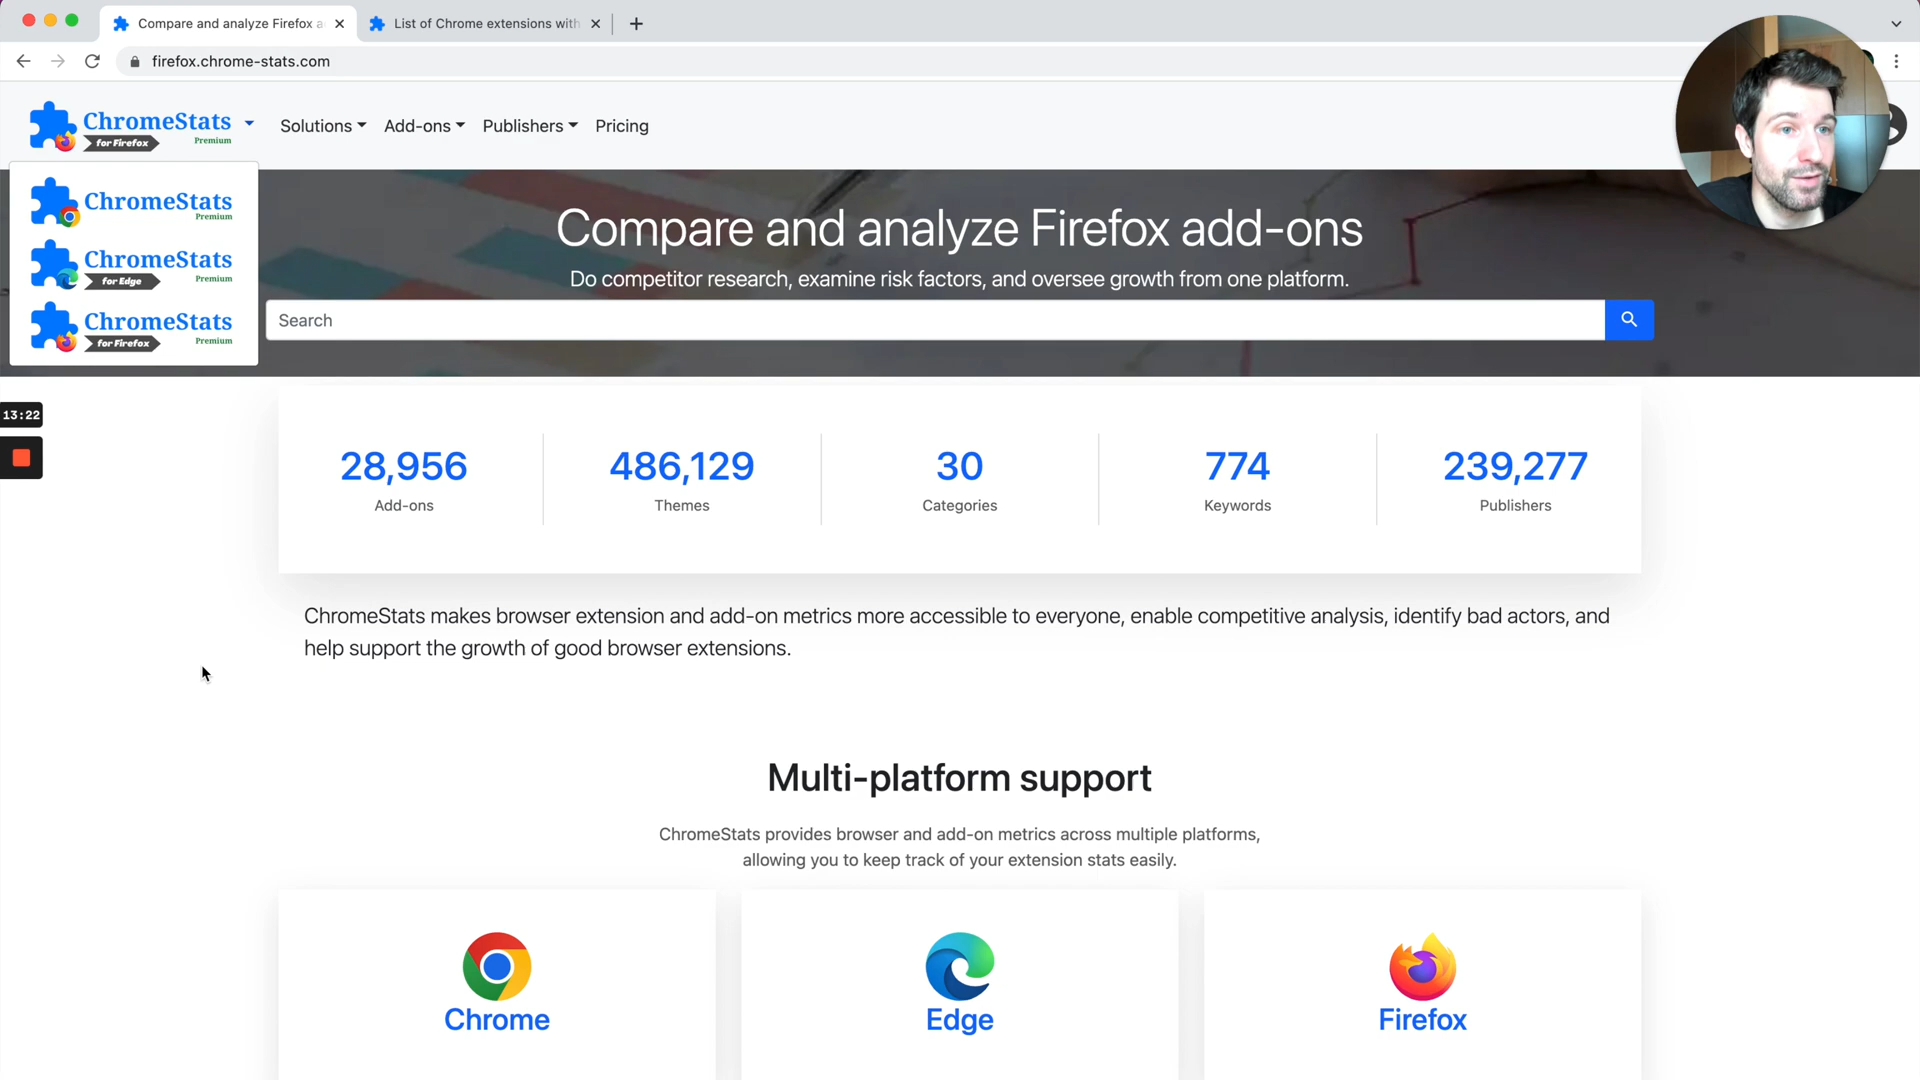 Compare and analyze Firefox a
List of Chrome extensions with
firefox.chrome-stats.com
ChromeStats
for Firefox
Premium
Solutions
Add-ons
Publishers
Pricing
ChromeStats
Premium
ChromeStats
for Edge
Premium
ChromeStats
for Firefox
Premium
Compare and analyze Firefox add-ons
Do competitor research, examine risk factors, and oversee growth from one platform.
Search
13:22
28,956
Add-ons
486,129
Themes
30
Categories
774
Keywords
239,277
Publishers
ChromeStats makes browser extension and add-on metrics more accessible to everyone, enable competitive analysis, identify bad actors, and
help support the growth of good browser extensions.
Multi-platform support
ChromeStats provides browser and add-on metrics across multiple platforms,
allowing you to keep track of your extension stats easily.
Chrome
Edge
Firefox